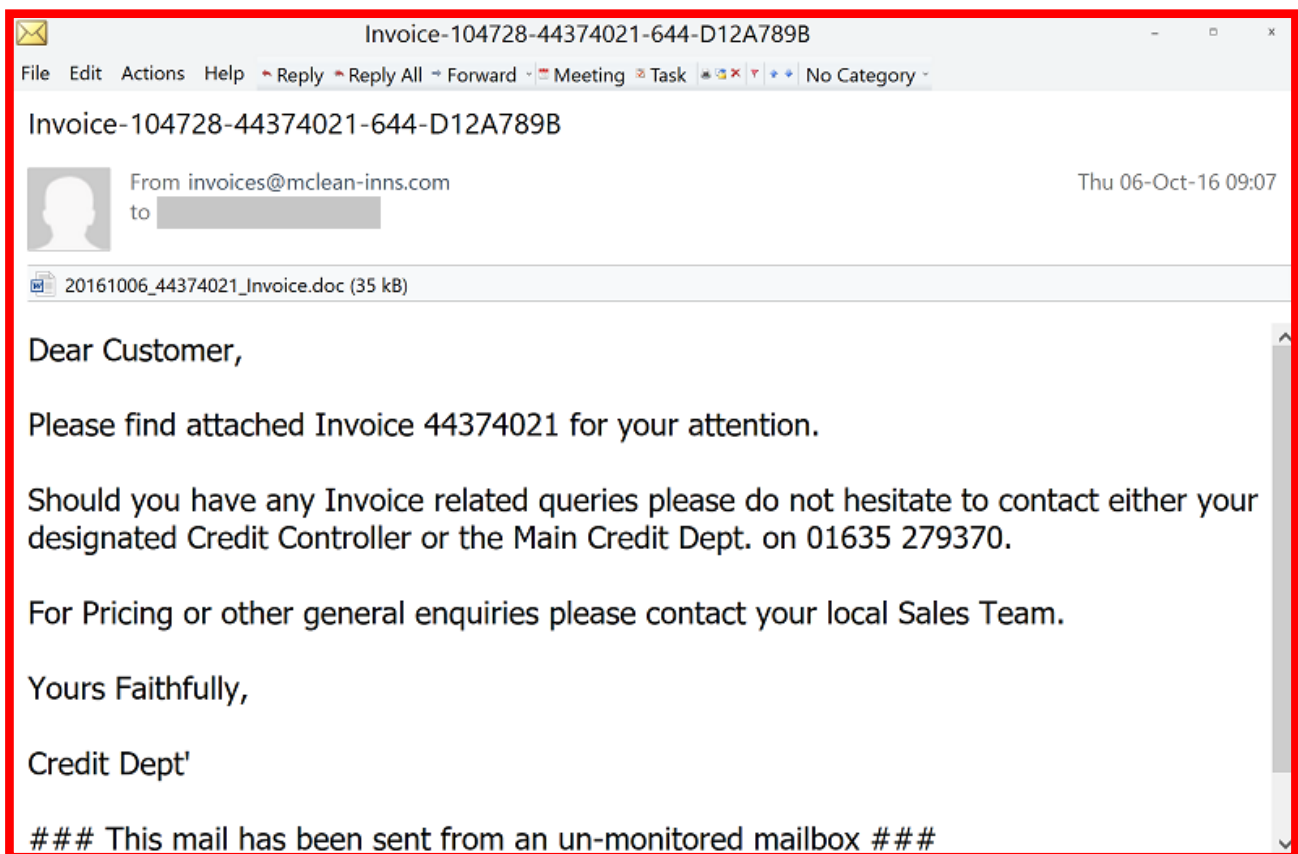 Invoice-104728-44374021-644-D12A789B
File Edit Actions Help Reply Reply All Forward Meeting Task No Category
Invoice-104728-44374021-644-D12A789B
From invoices@mclean-inns.com
Thu 06-Oct-16 09:07
to
20161006_44374021_Invoice.doc (35 kB)
Dear Customer,
Please find attached Invoice 44374021 for your attention.
Should you have any Invoice related queries please do not hesitate to contact either your
designated Credit Controller or the Main Credit Dept. on 01635 279370.
For Pricing or other general enquiries please contact your local Sales Team.
Yours Faithfully,
Credit Dept'
### This mail has been sent from an un-monitored mailbox ###